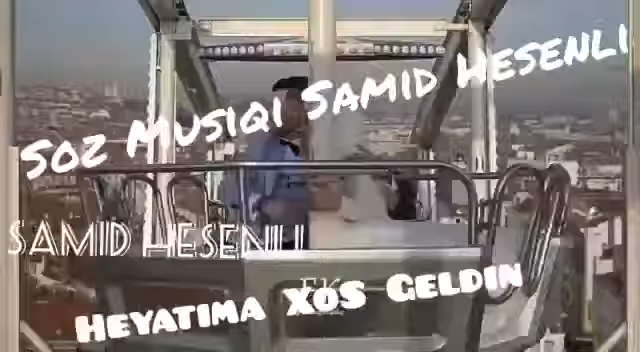 Soz Musiqi Samid Hesenli
SAMID HESENLI
Heyatima XoS Geldin